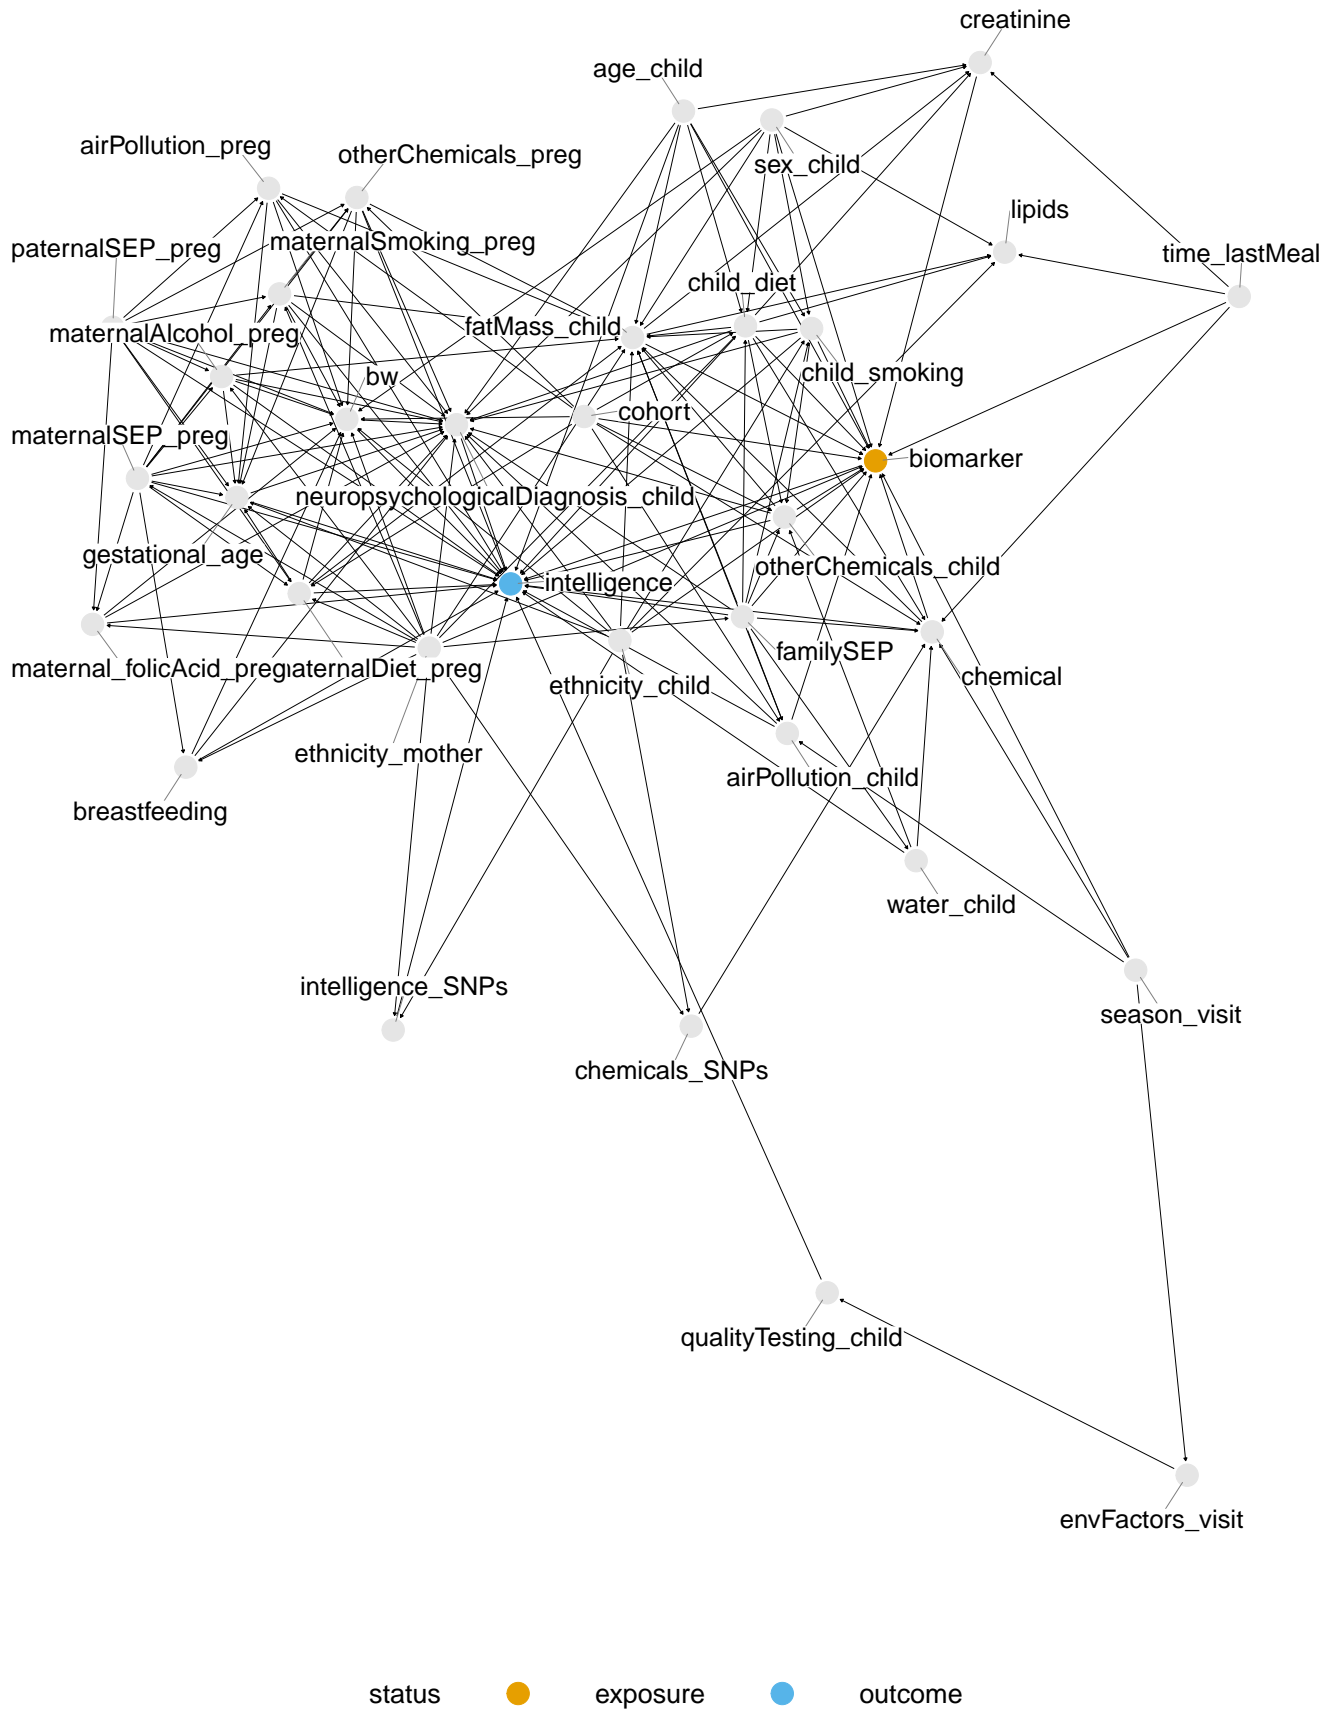 creatinine
age_child
airPollution_preg
otherChemicals_preg
sex_child
lipids
paternalSEP_preg
maternalSmoking_preg
time_lastMeal
child_diet
maternalAlcohol_preg
fatMass_child
bw
child_smoking
cohort
maternalSEP_preg
biomarker
neuropsychologicalDiagnosis_child
gestational_age
otherChemicals_child
intelligence
familySEP
maternal_folicAcid_preg
aternalDiet_preg
ethnicity_child
chemical
ethnicity_mother
airPollution_child
breastfeeding
water_child
intelligence_SNPs
season_visit
chemicals_SNPs
qualityTesting_child
envFactors_visit
status exposure outcome